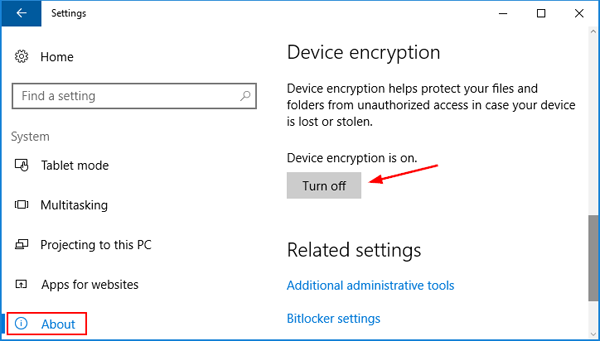 Settings
Home
Find a setting
System
Tablet mode
Multitasking
Projecting to this PC
Apps for websites
About
Device encryption
Device encryption helps protect your files and
folders from unauthorized access in case your device
is lost or stolen.
Device encryption is on.
Turn off
Related settings
Additional administrative tools
Bitlocker settings